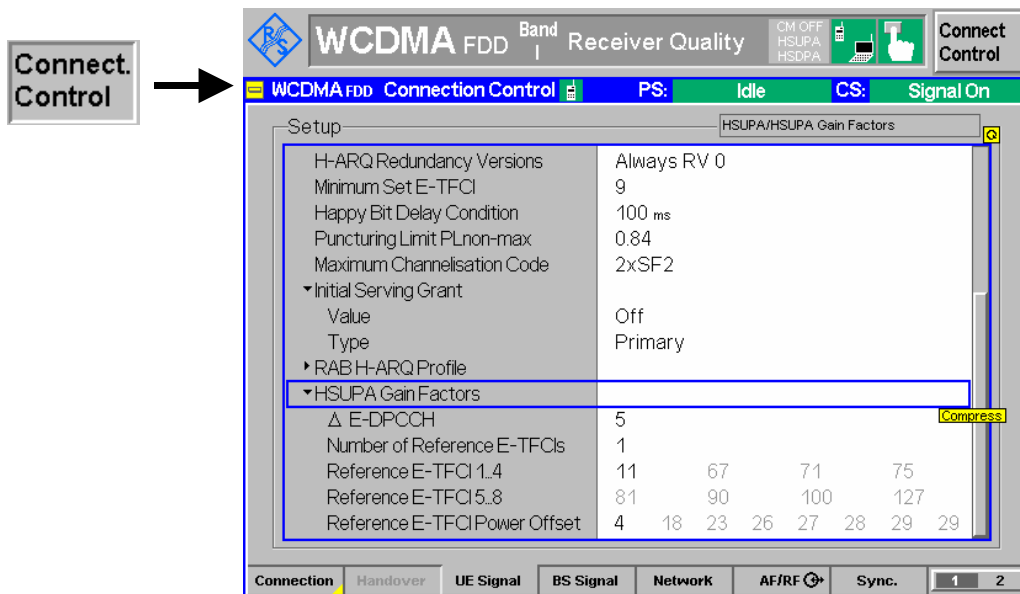 Connect.
Control
R S WCDMA FDD Band I Receiver Quality
CM OFF
HSUPA
HSDPA
Connect
Control
WCDMA FDD Connection Control PS: Idle CS: Signal On
Setup HSUPA/HSUPA Gain Factors
H-ARQ Redundancy Versions Always RV 0
Minimum Set E-TFCI 9
Happy Bit Delay Condition 100 ms
Puncturing Limit PLnon-max 0.84
Maximum Channelisation Code 2xSF2
Initial Serving Grant
Value Off
Type Primary
RAB H-ARQ Profile
HSUPA Gain Factors
Compress
Δ E-DPCCH 5
Number of Reference E-TFCIs 1
Reference E-TFCI 1..4 11 67 71 75
Reference E-TFCI 5..8 81 90 100 127
Reference E-TFCI Power Offset 4 18 23 26 27 28 29 29
Connection Handover UE Signal BS Signal Network AF/RF Sync. 1 2